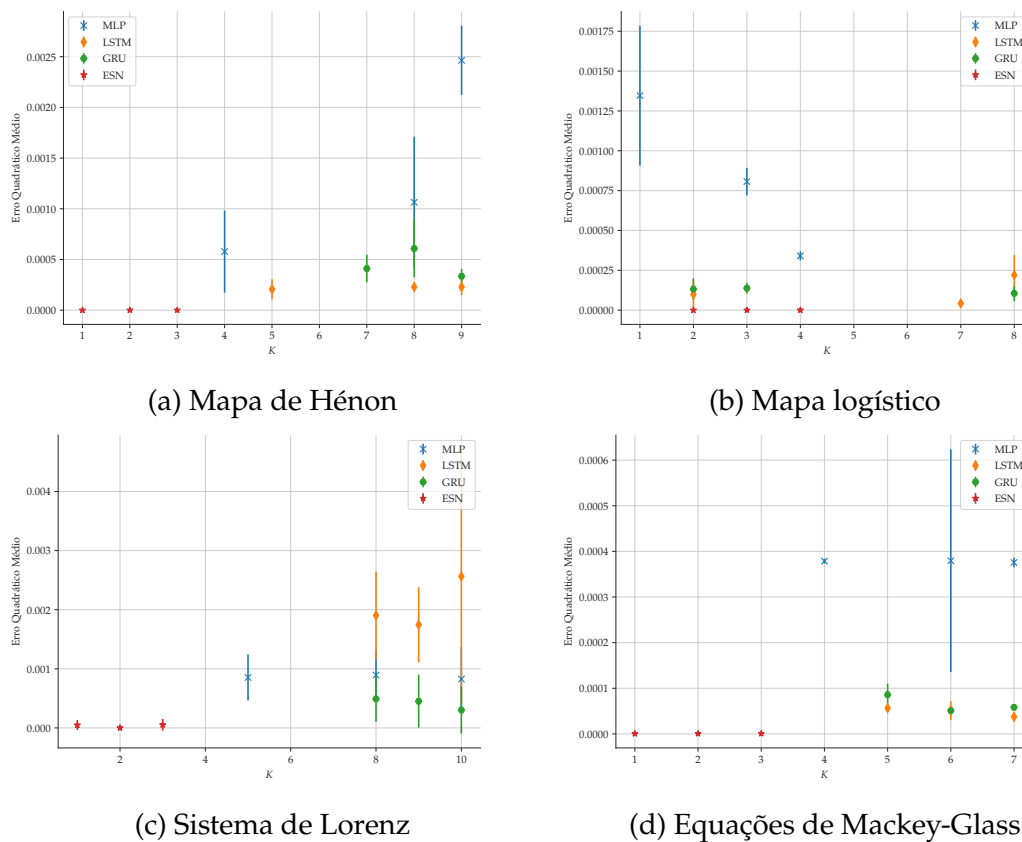 MLP
LSTM
GRU
ESN
0.0025
0.0020
0.0015
0.0010
0.0005
0.0000
Erro Quadrático Médio
1 2 3 4 5 6 7 8 9
K
(a) Mapa de Hénon
MLP
LSTM
GRU
ESN
0.00175
0.00150
0.00125
0.00100
0.00075
0.00050
0.00025
0.00000
Erro Quadrático Médio
1 2 3 4 5 6 7 8
K
(b) Mapa logístico
MLP
LSTM
GRU
ESN
0.004
0.003
0.002
0.001
0.000
Erro Quadrático Médio
2 4 6 8 10
K
(c) Sistema de Lorenz
MLP
LSTM
GRU
ESN
0.0006
0.0005
0.0004
0.0003
0.0002
0.0001
0.0000
Erro Quadrático Médio
1 2 3 4 5 6 7
K
(d) Equações de Mackey-Glass